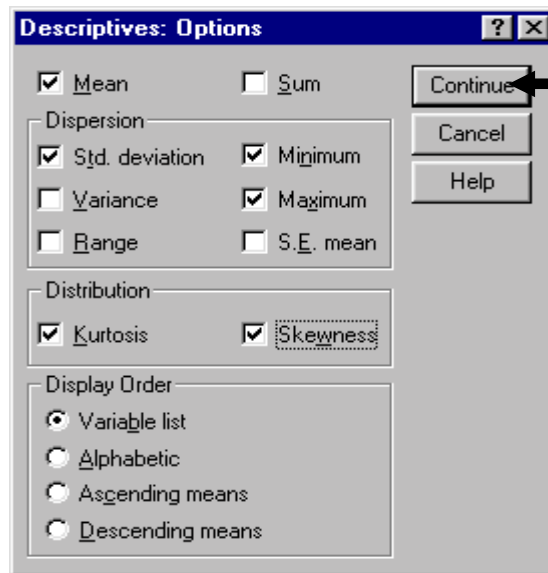 Descriptives: Options
Mean
Sum
Continue
Dispersion
Cancel
Std. deviation
Minimum
Help
Variance
Maximum
Range
S.E. mean
Distribution
Kurtosis
Skewness
Display Order
Variable list
Alphabetic
Ascending means
Descending means